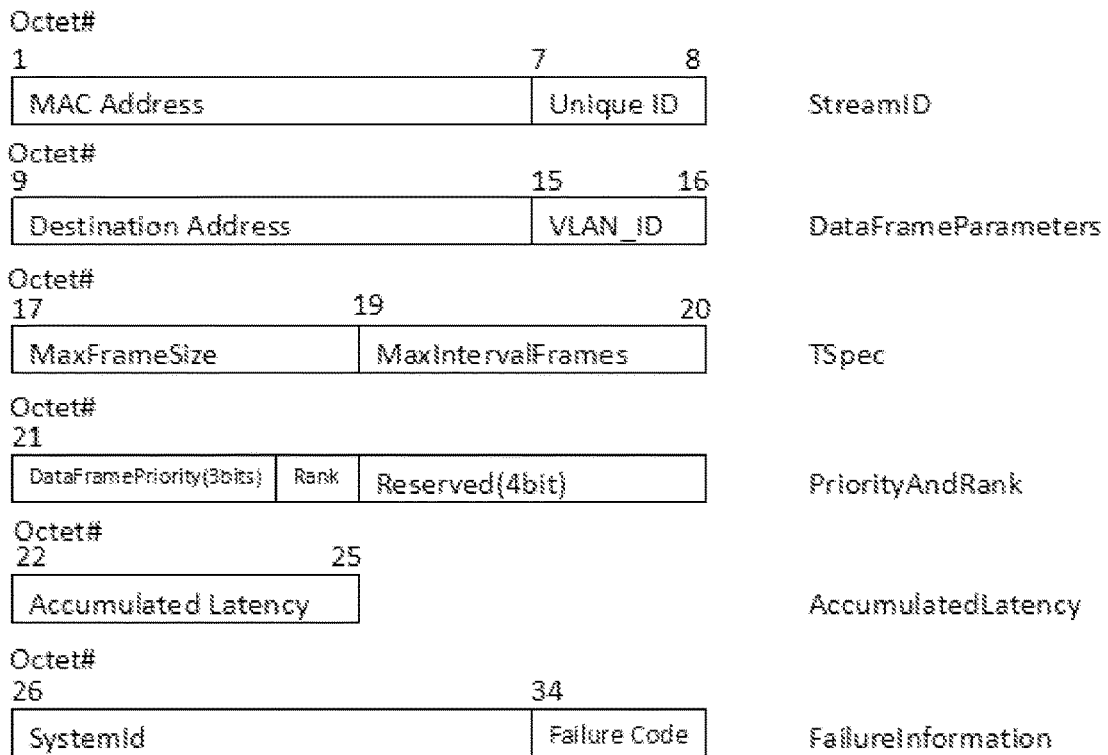 Octet#
1 7 8
MAC Address Unique ID StreamID
Octet#
9 15 16
Destination Address VLAN_ID DataFrameParameters
Octet#
17 19 20
MaxFrameSize MaxIntervalFrames TSpec
Octet#
21
DataFramePriority(3bits) Rank Reserved(4bit) PriorityAndRank
Octet#
22 25
Accumulated Latency AccumulatedLatency
Octet#
26 34
SystemId Failure Code FailureInformation